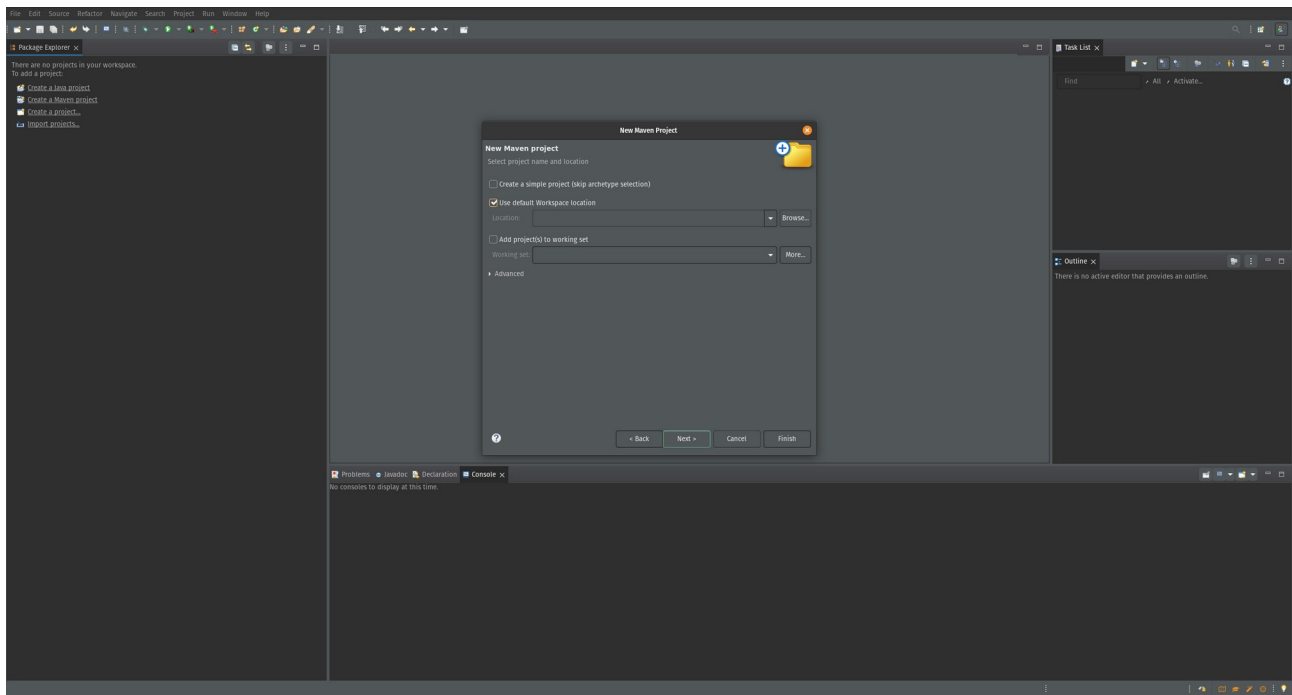 File Edit Source Refactor Navigate Search Project Run Window Help
Package Explorer
There are no projects in your workspace.
To add a project:
Create a Java project
Create a Maven project
Create a project...
Import projects...
New Maven Project
New Maven project
Select project name and location
Create a simple project (skip archetype selection)
Use default Workspace location
Location:
Browse...
Add project(s) to working set
Working set:
More...
Advanced
< Back
Next >
Cancel
Finish
Problems Javadoc Declaration Console
No consoles to display at this time.
Task List
Find All Activate...
Outline
There is no active editor that provides an outline.